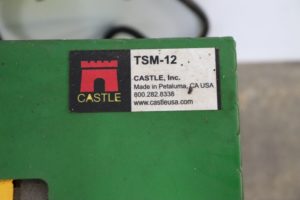 TSM-12
CASTLE, Inc.
Made in Petaluma, CA USA
800.282.8338
www.castleusa.com
CASTLE